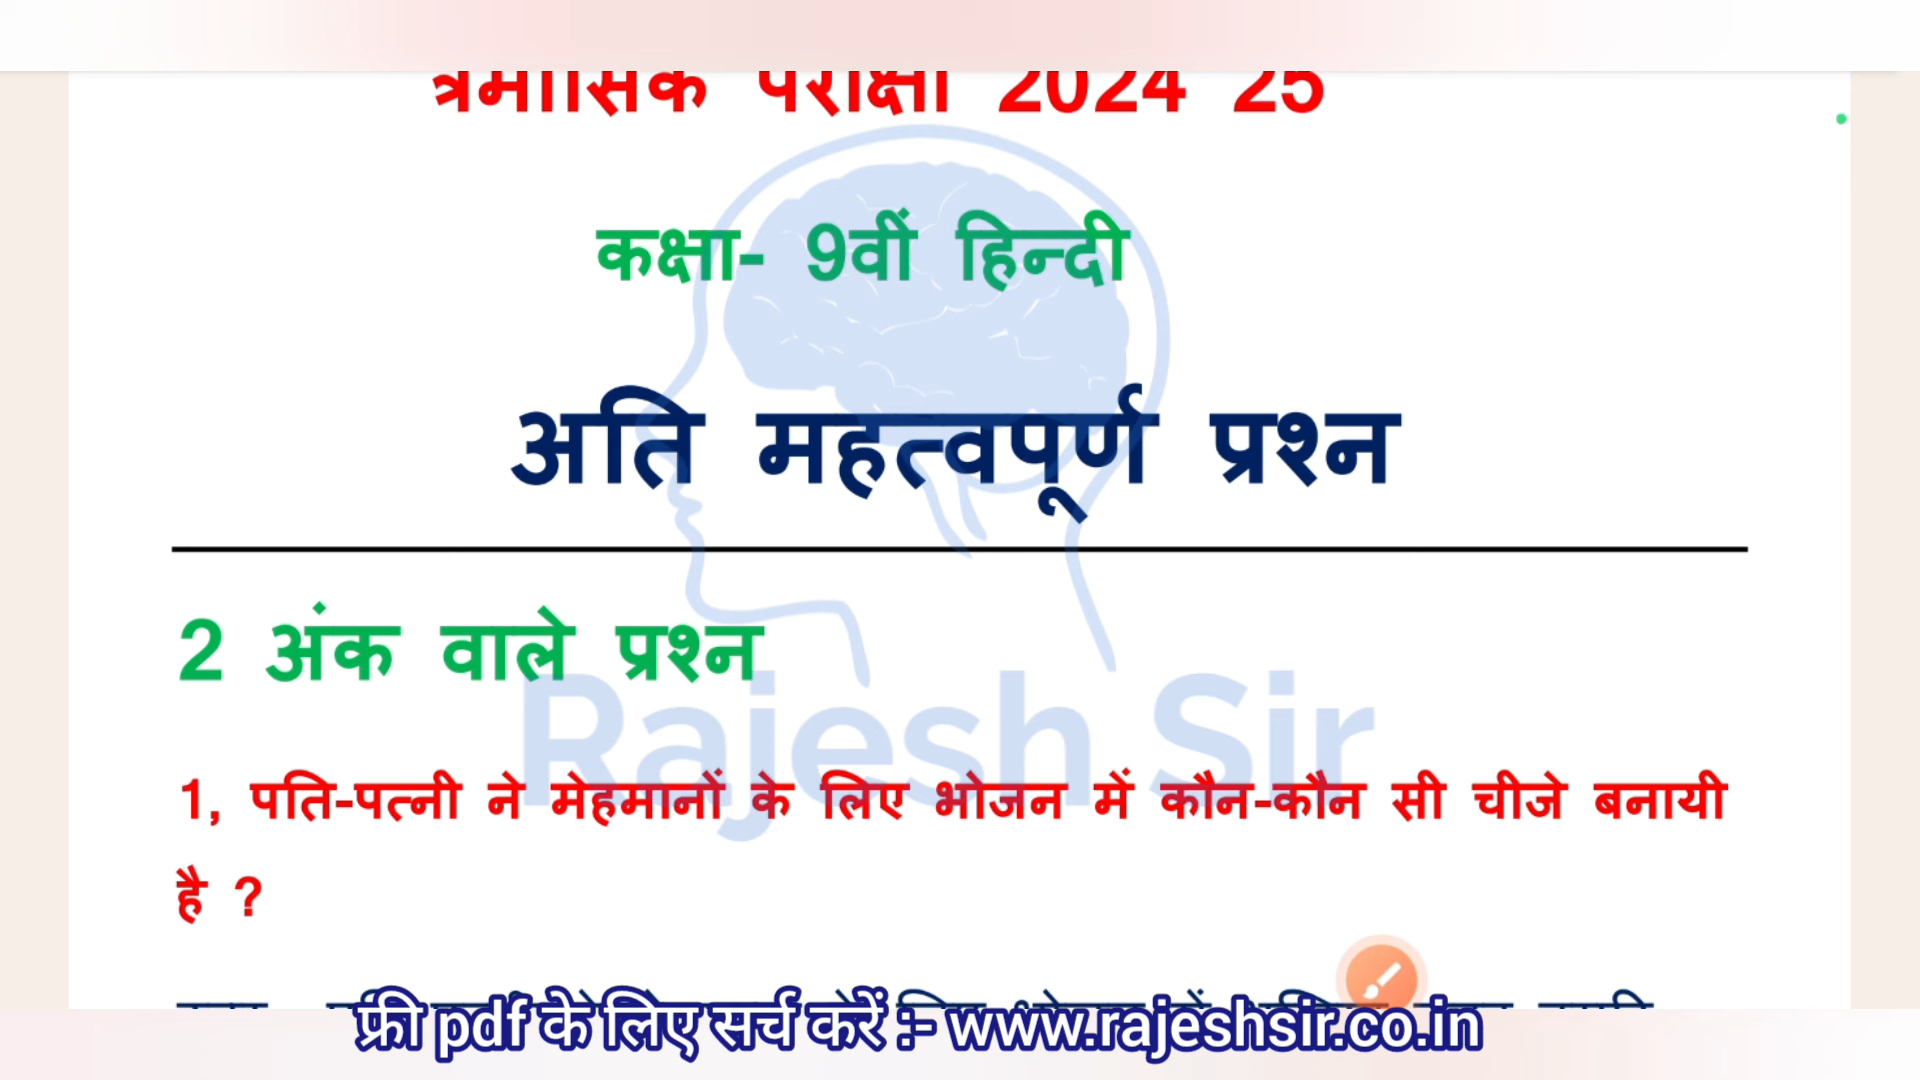 त्रैमासिक परीक्षा 2024 25
कक्षा- 9वीं हिन्दी
अति महत्वपूर्ण प्रश्न
2 अंक वाले प्रश्न
Rajesh Sir
1, पति-पत्नी ने मेहमानों के लिए भोजन में कौन-कौन सी चीजे बनायी
है ?
फ्री pdf के लिए सर्च करें :- www.rajeshsir.co.in